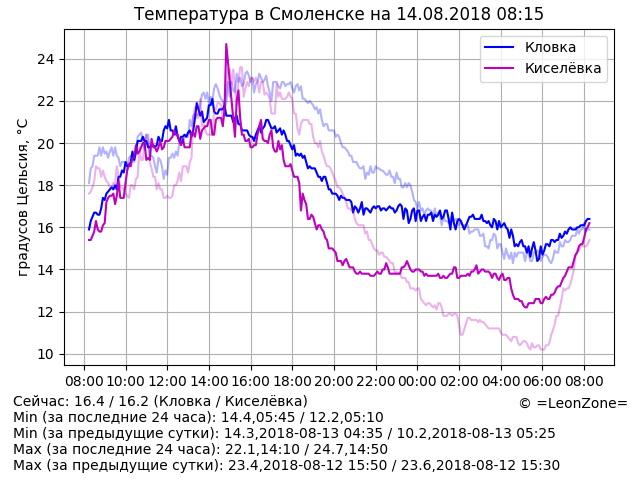 Температура в Смоленске на 14.08.2018 08:15
Кловка
Киселёвка
градусов Цельсия, °C
24
22
20
18
16
14
12
10
08:00 10:00 12:00 14:00 16:00 18:00 20:00 22:00 00:00 02:00 04:00 06:00 08:00
Сейчас: 16.4 / 16.2 (Кловка / Киселёвка)
© =LeonZone=
Min (за последние 24 часа): 14.4,05:45 / 12.2,05:10
Min (за предыдущие сутки): 14.3,2018-08-13 04:35 / 10.2,2018-08-13 05:25
Max (за последние 24 часа): 22.1,14:10 / 24.7,14:50
Max (за предыдущие сутки): 23.4,2018-08-12 15:50 / 23.6,2018-08-12 15:30